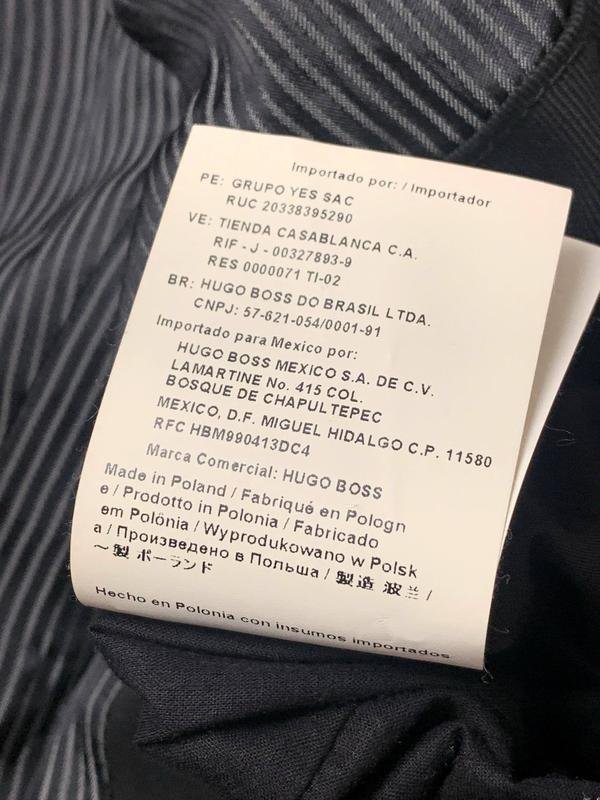 Importado por: / Importador
PE: GRUPO YES SAC
RUC 20338395290
VE: TIENDA CASABLANCA C.A.
RIF - J - 00327893-9
RES 0000071 TI-02
BR: HUGO BOSS DO BRASIL LTDA.
CNPJ: 57-621-054/0001-91
Importado para Mexico por:
HUGO BOSS MEXICO S.A. DE C.V.
LAMARTINE No. 415 COL.
BOSQUE DE CHAPULTEPEC
MEXICO, D.F. MIGUEL HIDALGO C.P. 11580
RFC HBM990413DC4
Marca Comercial: HUGO BOSS
Made in Poland / Fabriqué en Pologn
e / Prodotto in Polonia / Fabricado
em Polônia / Wyprodukowano w Polsk
a / Произведено в Польша / 製造 波兰 /
～製 ポーランド
Hecho en Polonia con insumos importados